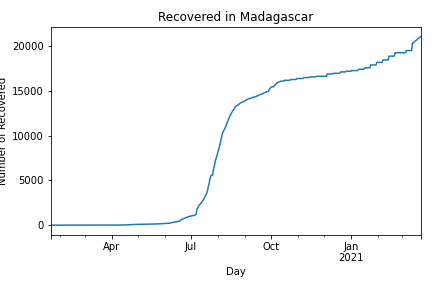 Recovered in Madagascar
Number of Recovered
20000
15000
10000
5000
0
Apr
Jul
Oct
Jan
2021
Day